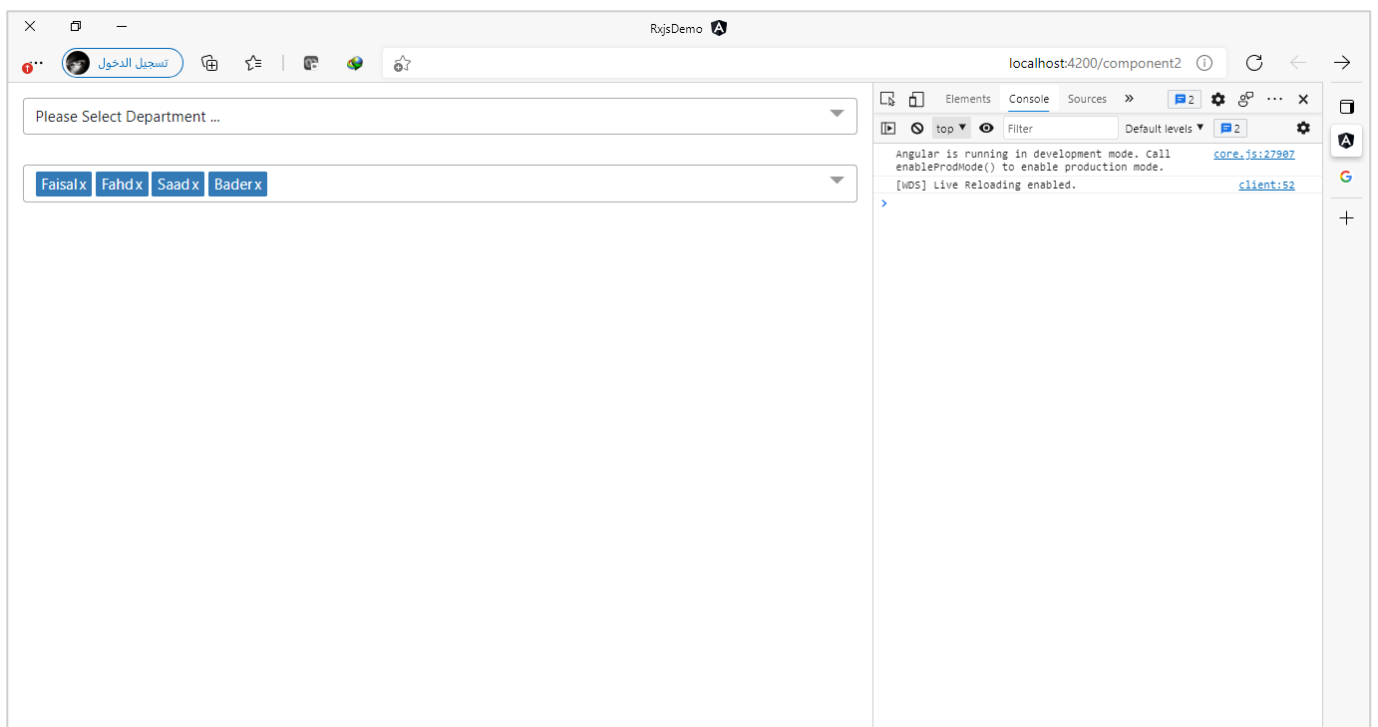 RxjsDemo
تسجيل الدخول
localhost:4200/component2
Please Select Department ...
Faisal x Fahd x Saad x Bader x
Elements Console Sources » 2
top Filter Default levels 2
Angular is running in development mode. Call core.js:27907
enableProdMode() to enable production mode.
[WDS] Live Reloading enabled. client:52